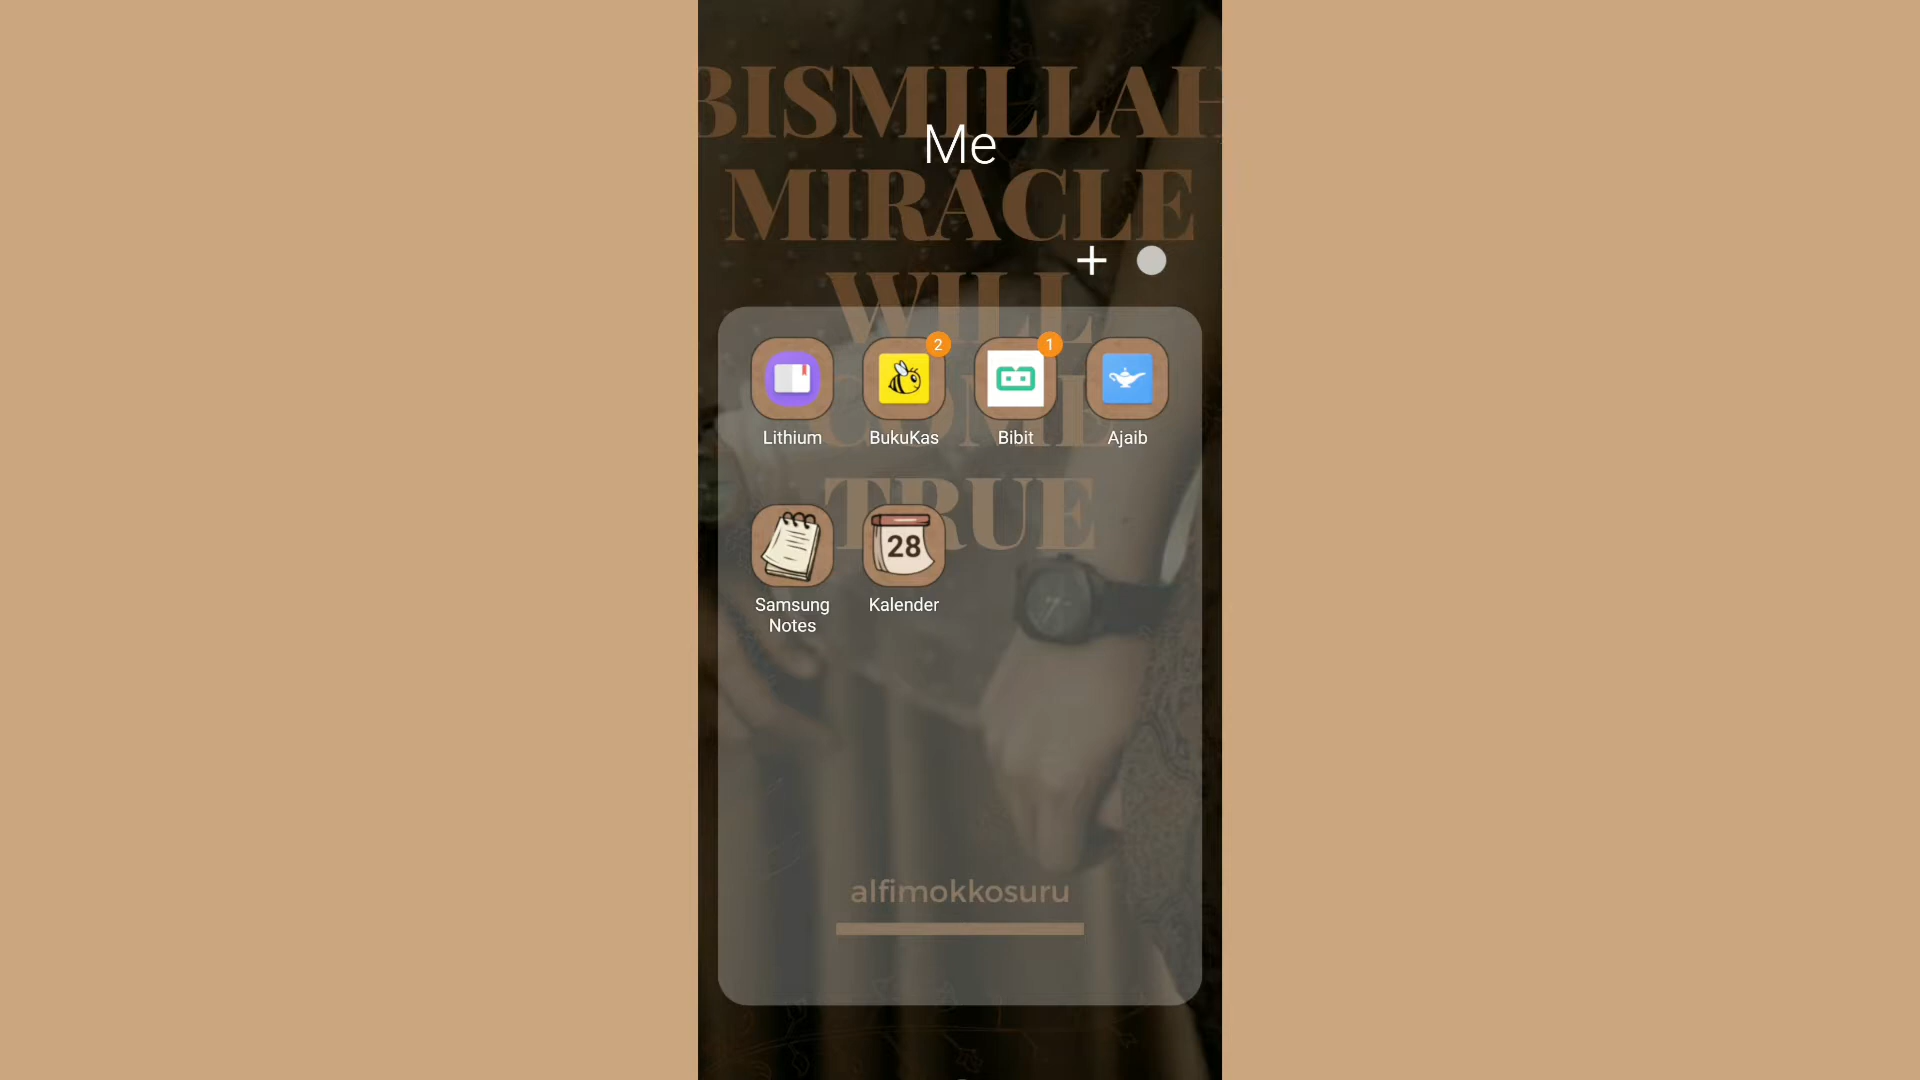 BISMILLAH
Me
MIRACLE
WILL
2
1
COME
Lithium
BukuKas
Bibit
Ajaib
TRUE
28
Samsung
Notes
Kalender
alfimokkosuru